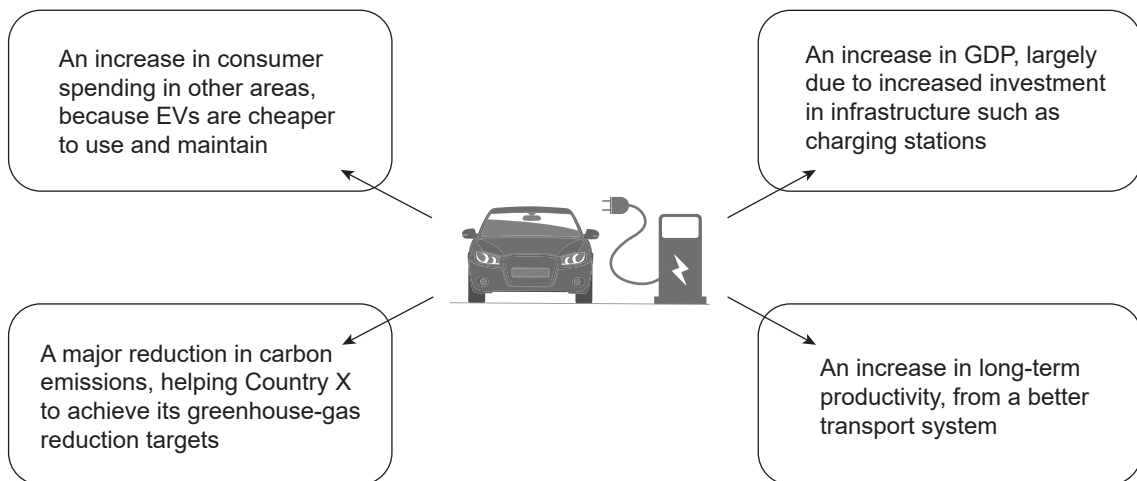 An increase in consumer
spending in other areas,
because EVs are cheaper
to use and maintain
An increase in GDP, largely
due to increased investment
in infrastructure such as
charging stations
A major reduction in carbon
emissions, helping Country X
to achieve its greenhouse-gas
reduction targets
An increase in long-term
productivity, from a better
transport system